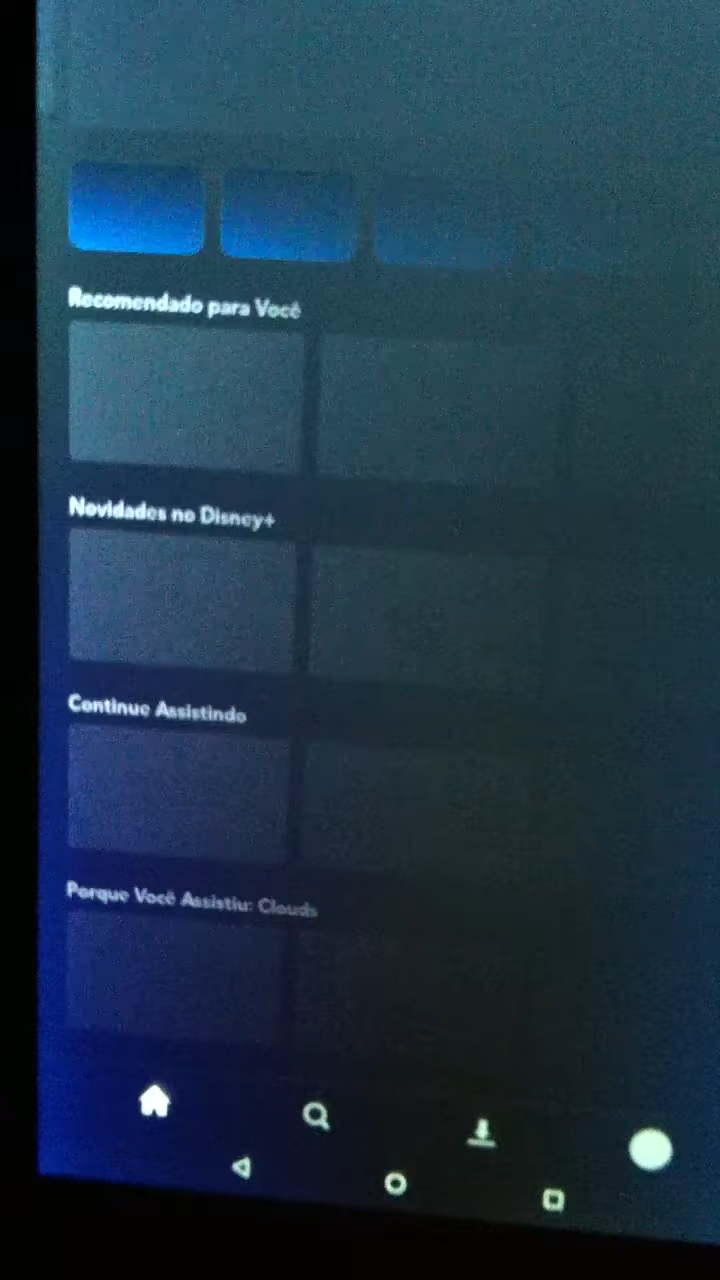 Recomendado para Você
Novidades no Disney+
Continue Assistindo
Porque Você Assistiu: Clouds